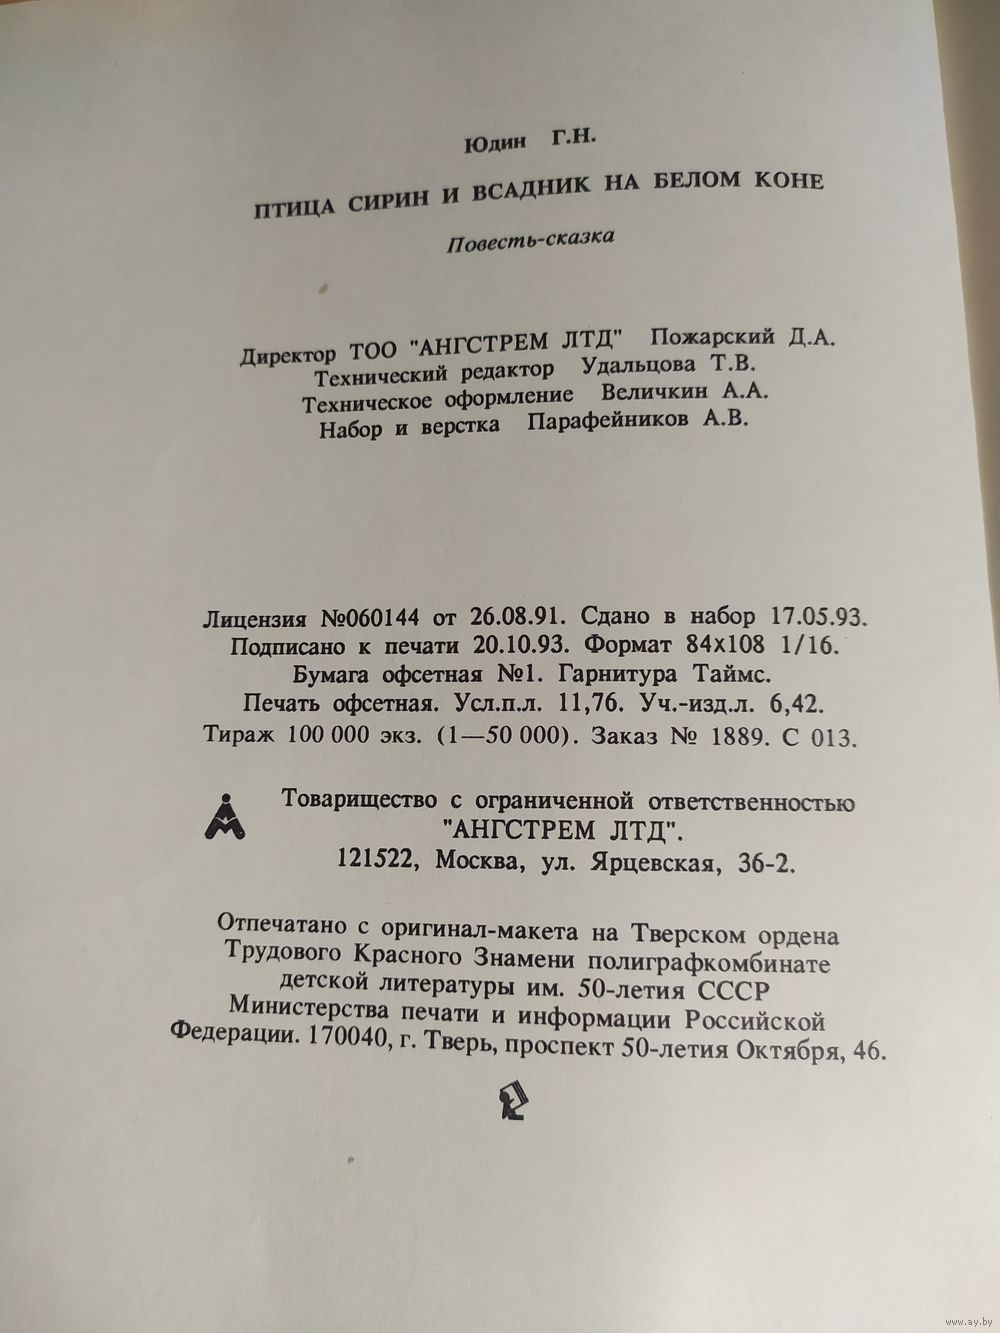 Юдин Г.Н.
ПТИЦА СИРИН И ВСАДНИК НА БЕЛОМ КОНЕ
Повесть-сказка
Директор ТОО "АНГСТРЕМ ЛТД" Пожарский Д.А.
Технический редактор Удальцова Т.В.
Техническое оформление Величкин А.А.
Набор и верстка Парафейников А.В.
Лицензия №060144 от 26.08.91. Сдано в набор 17.05.93.
Подписано к печати 20.10.93. Формат 84x108 1/16.
Бумага офсетная №1. Гарнитура Таймс.
Печать офсетная. Усл.п.л. 11,76. Уч.-изд.л. 6,42.
Тираж 100 000 экз. (1—50 000). Заказ № 1889. С 013.
Товарищество с ограниченной ответственностью
"АНГСТРЕМ ЛТД".
121522, Москва, ул. Ярцевская, 36-2.
Отпечатано с оригинал-макета на Тверском ордена
Трудового Красного Знамени полиграфкомбинате
детской литературы им. 50-летия СССР
Министерства печати и информации Российской
Федерации. 170040, г. Тверь, проспект 50-летия Октября, 46.
www.ay.by